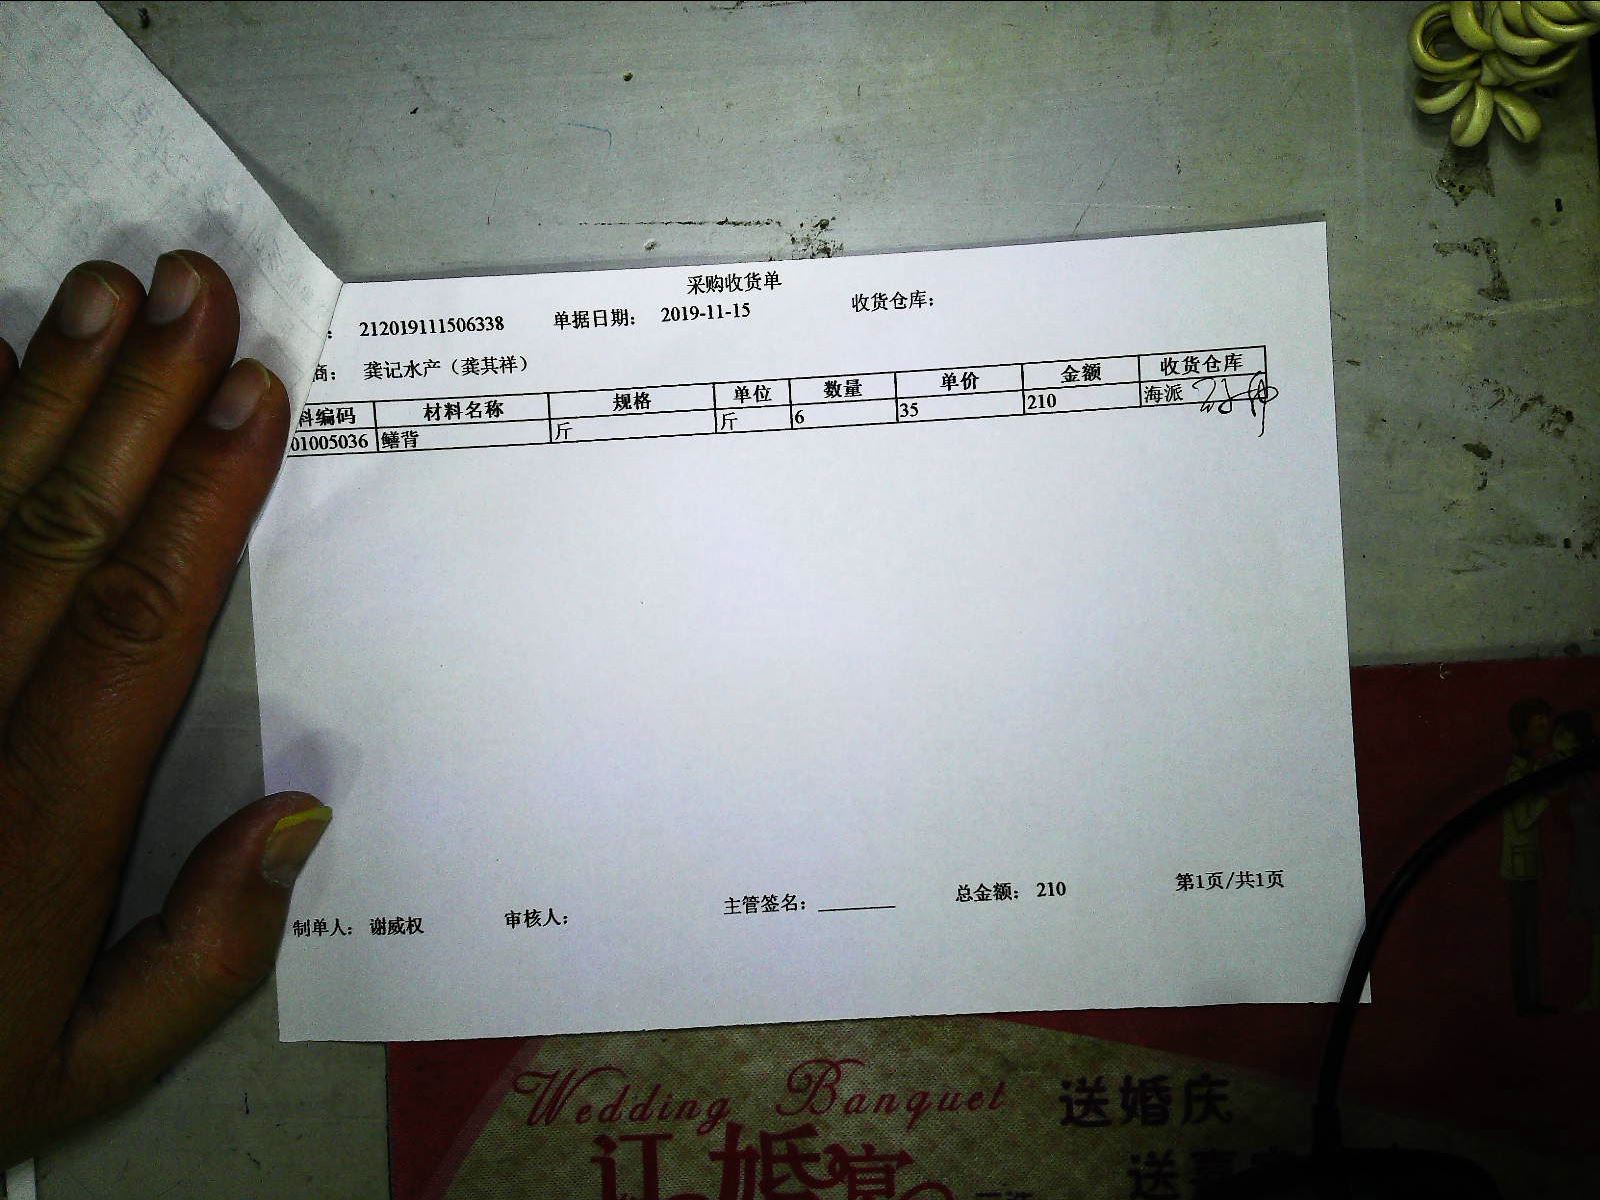 采购收货单
： 212019111506338 单据日期： 2019-11-15 收货仓库：
商： 龚记水产（龚其祥）
料编码 材料名称 规格 单位 数量 单价 金额 收货仓库
01005036 鳝背 斤 斤 6 35 210 海派
制单人： 谢威权 审核人： 主管签名：________ 总金额： 210 第1页/共1页
Wedding Banquet 送婚庆
订婚宴